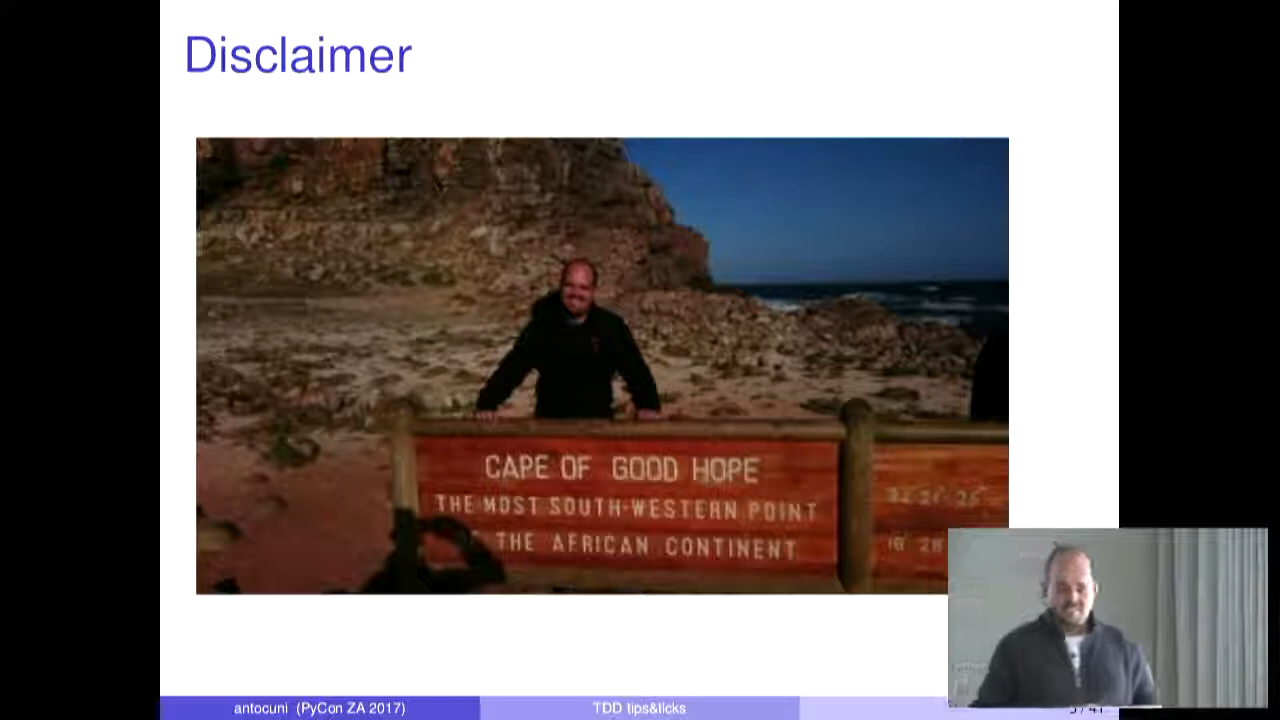 Disclaimer
CAPE OF GOOD HOPE
THE MOST SOUTH-WESTERN POINT
THE AFRICAN CONTINENT
antocuni (PyCon ZA 2017)
TDD tips&ticks